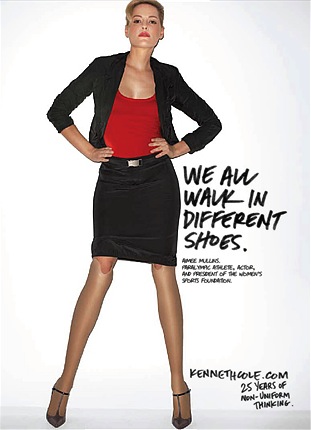 WE ALL
WALK IN
DIFFERENT
SHOES.
AIMEE MULLINS.
PARALYMPIC ATHLETE, ACTOR,
AND PRESIDENT OF THE WOMEN'S
SPORTS FOUNDATION.
KENNETHCOLE.COM
25 YEARS OF
NON-UNIFORM
THINKING.